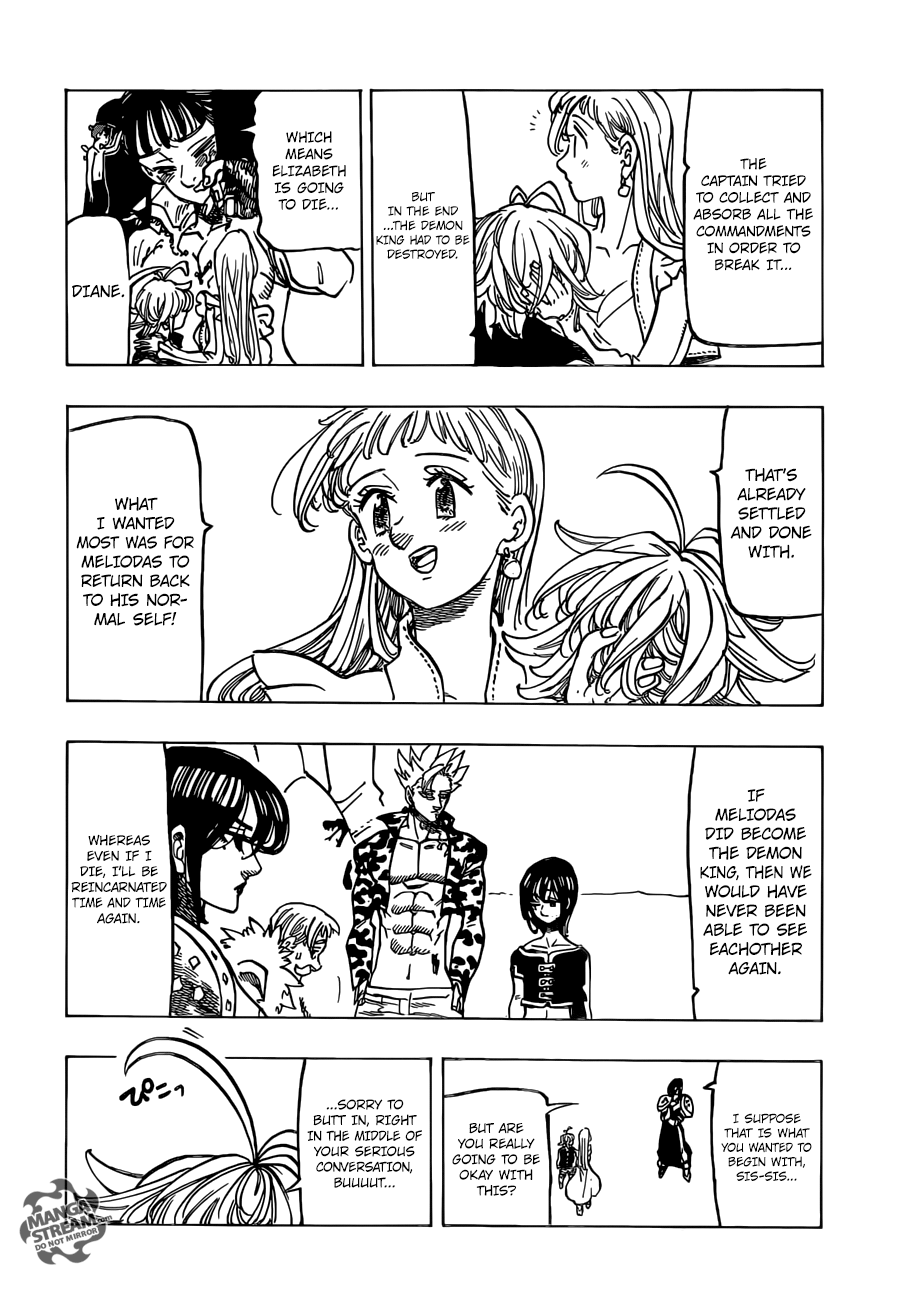 THE
CAPTAIN TRIED
TO COLLECT AND
ABSORB ALL THE
COMMANDMENTS
IN ORDER TO
BREAK IT...
BUT
IN THE END
...THE DEMON
KING HAD TO BE
DESTROYED.
WHICH
MEANS
ELIZABETH
IS GOING
TO DIE...
DIANE.
THAT'S
ALREADY
SETTLED
AND DONE
WITH.
WHAT
I WANTED
MOST WAS FOR
MELIODAS TO
RETURN BACK
TO HIS NOR-
MAL SELF!
IF
MELIODAS
DID BECOME
THE DEMON
KING, THEN WE
WOULD HAVE
NEVER BEEN
ABLE TO SEE
EACHOTHER
AGAIN.
WHEREAS
EVEN IF I
DIE, I'LL BE
REINCARNATED
TIME AND TIME
AGAIN.
I SUPPOSE
THAT IS WHAT
YOU WANTED TO
BEGIN WITH,
SIS-SIS...
BUT ARE
YOU REALLY
GOING TO BE
OKAY WITH
THIS?
...SORRY TO
BUTT IN, RIGHT
IN THE MIDDLE OF
YOUR SERIOUS
CONVERSATION,
BUUUUT...
ぴこっ
MANGA
STREAM.com
DO NOT MIRROR